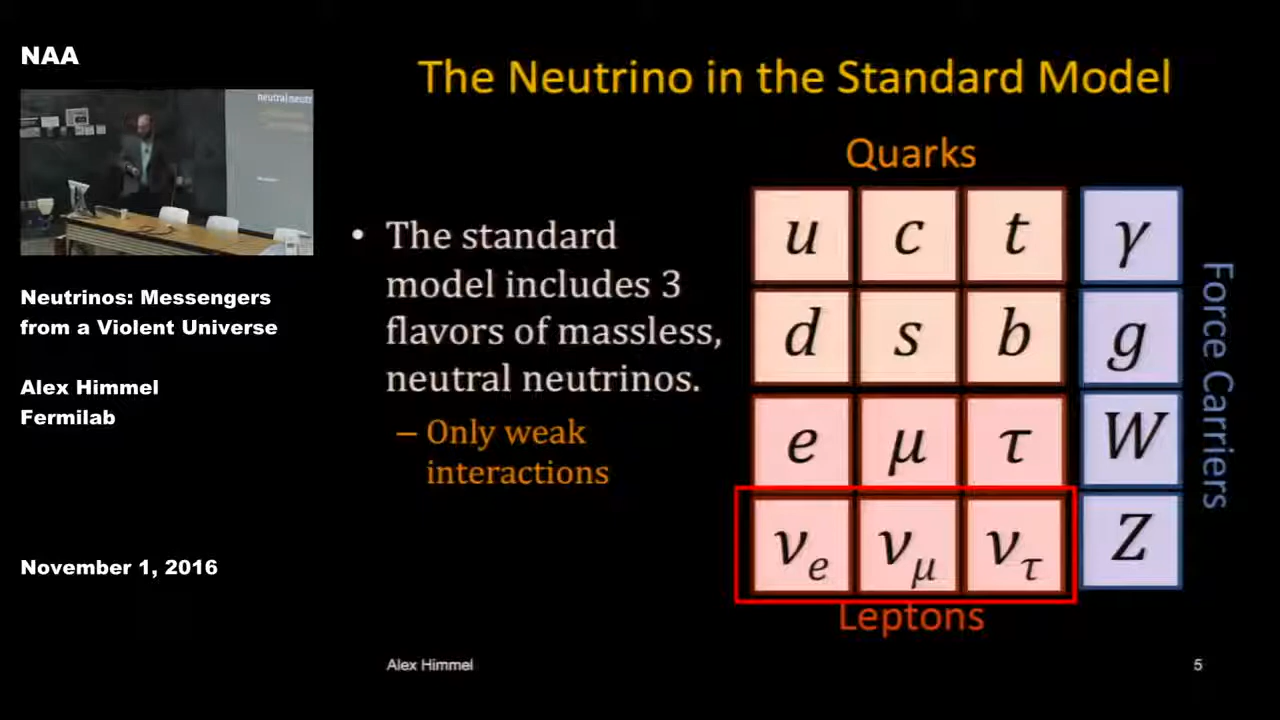 NAA
neutral neutr
Neutrinos: Messengers
from a Violent Universe
Alex Himmel
Fermilab
November 1, 2016
The Neutrino in the Standard Model
• The standard
model includes 3
flavors of massless,
neutral neutrinos.
– Only weak
interactions
Quarks
u c t γ
d s b g
e μ τ W
νe νμ ντ Z
Leptons
Force Carriers
Alex Himmel
5